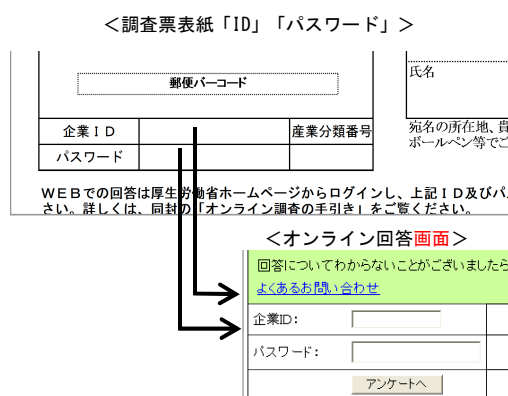 ＜調査票表紙「ID」「パスワード」＞
郵便バーコード
氏名
企業ＩＤ
産業分類番号
パスワード
宛名の所在地、貴
ボールペン等でご
ＷＥＢでの回答は厚生労働省ホームページからログインし、上記ＩＤ及びパ
さい。詳しくは、同封の「オンライン調査の手引き」をご覧ください。
＜オンライン回答画面＞
回答についてわからないことがございましたら
よくあるお問い合わせ
企業ID：
パスワード：
アンケートへ